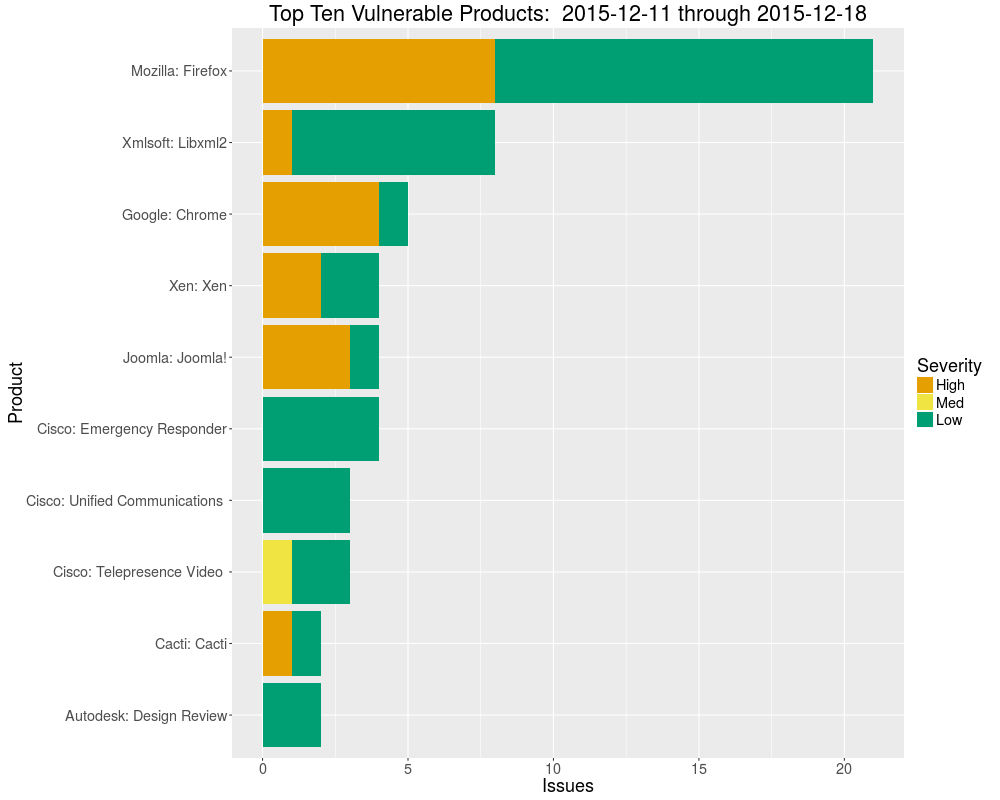 Top Ten Vulnerable Products:  2015-12-11 through 2015-12-18
Product
Mozilla: Firefox
Xmlsoft: Libxml2
Google: Chrome
Xen: Xen
Joomla: Joomla!
Cisco: Emergency Responder
Cisco: Unified Communications
Cisco: Telepresence Video
Cacti: Cacti
Autodesk: Design Review
0 5 10 15 20
Issues
Severity
High
Med
Low